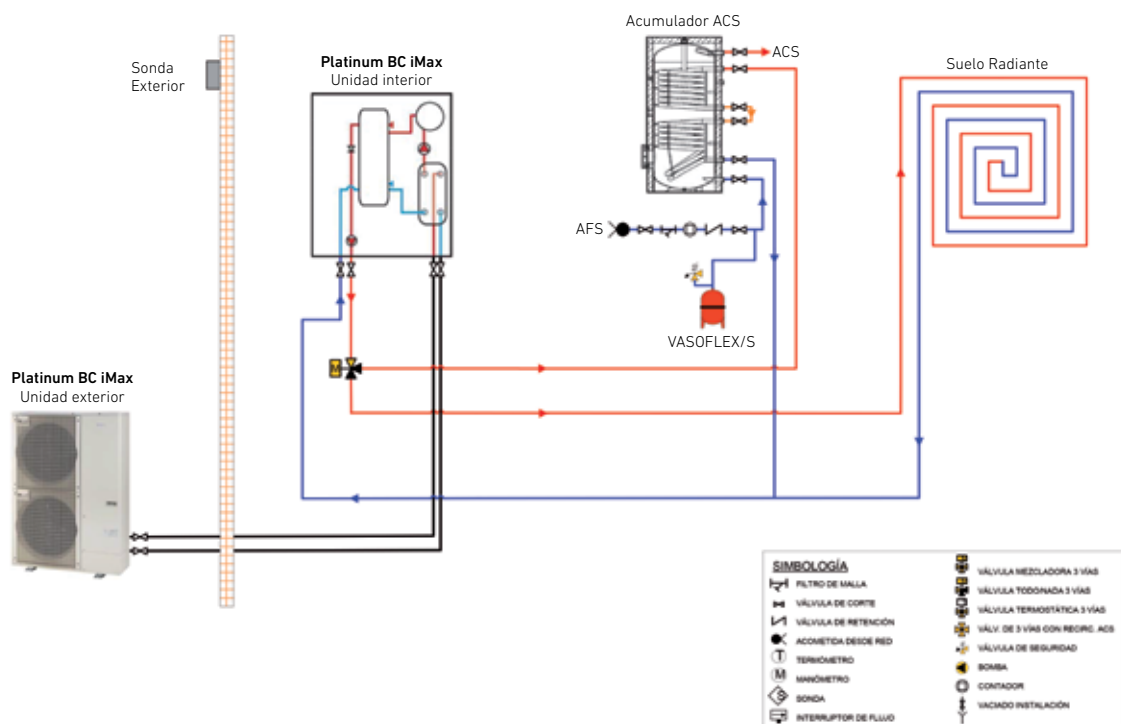 Acumulador ACS
ACS
Sonda
Exterior
Platinum BC iMax
Unidad interior
Suelo Radiante
AFS
VASOFLEX/S
M
Platinum BC iMax
Unidad exterior
SIMBOLOGÍA
FILTRO DE MALLA
VÁLVULA DE CORTE
VÁLVULA DE RETENCIÓN
ACOMETIDA DESDE RED
T TERMÓMETRO
M MANÓMETRO
S SONDA
INTERRUPTOR DE FLUJO
VÁLVULA MEZCLADORA 3 VÍAS
VÁLVULA TODO/NADA 3 VÍAS
VÁLVULA TERMOSTÁTICA 3 VÍAS
VÁLV. DE 3 VÍAS CON RECIRC. ACS
VÁLVULA DE SEGURIDAD
BOMBA
CONTADOR
VACIADO INSTALACIÓN